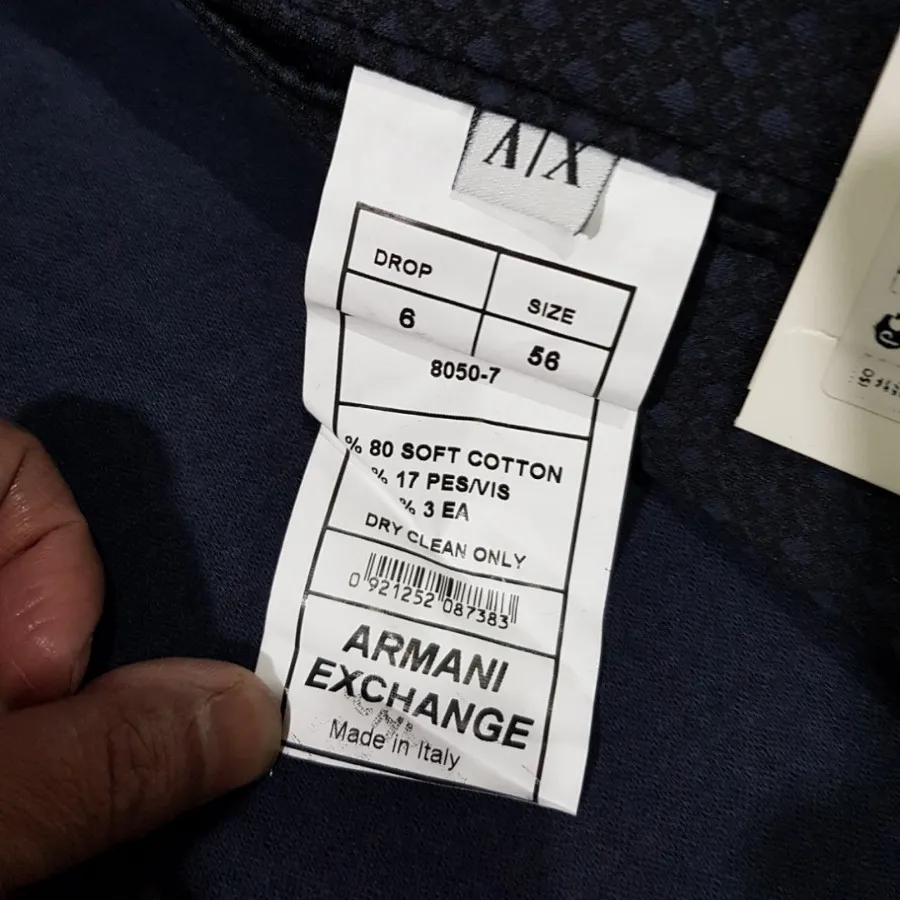 A|X
DROP SIZE
6 56
8050-7
% 80 SOFT COTTON
% 17 PES/VIS
% 3 EA
DRY CLEAN ONLY
0 921252 087383
ARMANI
EXCHANGE
Made in Italy